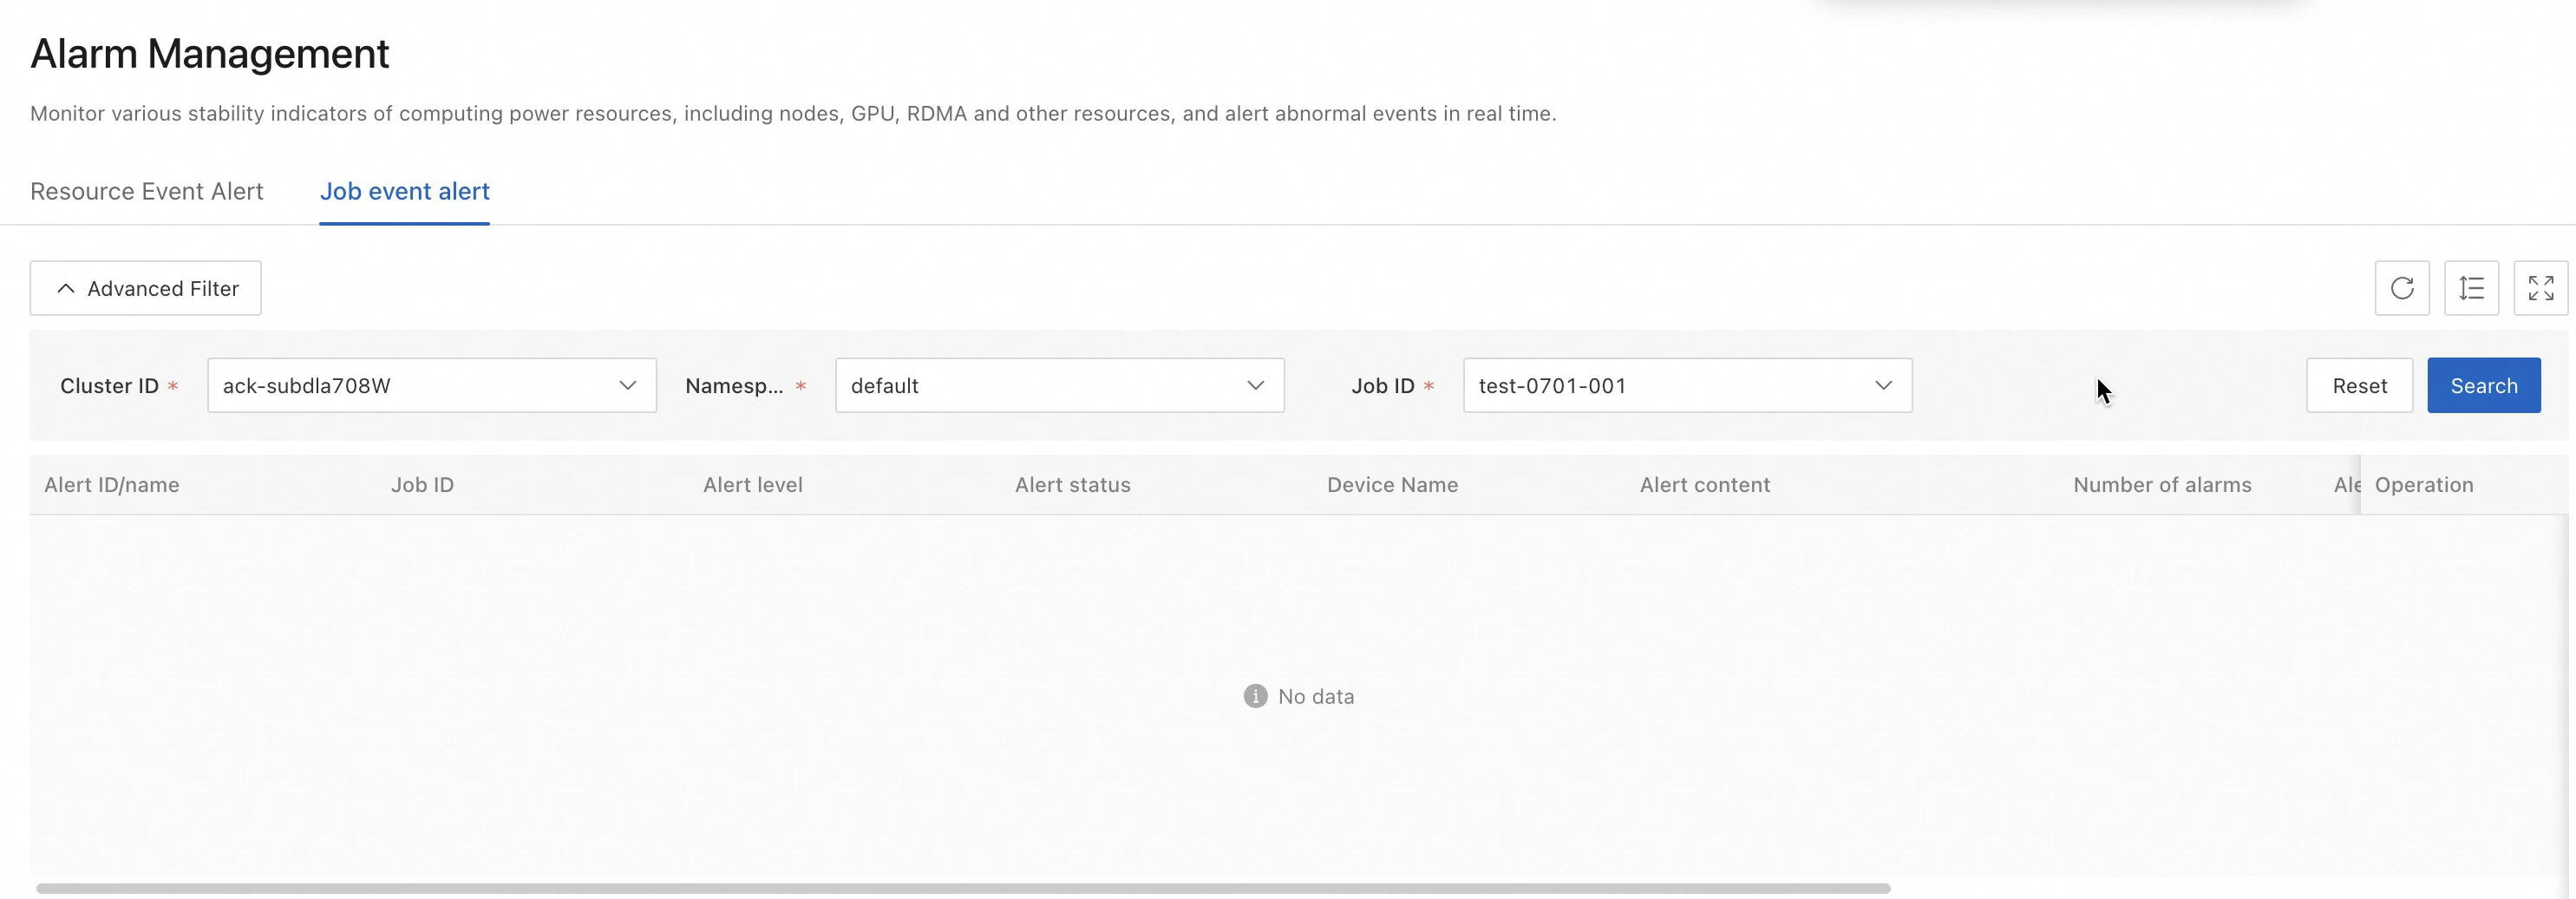 Alarm Management
Monitor various stability indicators of computing power resources, including nodes, GPU, RDMA and other resources, and alert abnormal events in real time.
Resource Event Alert Job event alert
Advanced Filter
Cluster ID * ack-subdla708W Namesp... * default Job ID * test-0701-001 Reset Search
Alert ID/name Job ID Alert level Alert status Device Name Alert content Number of alarms Ale Operation
No data